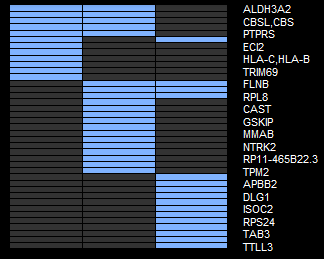 ALDH3A2
CBSL,CBS
PTPRS
ECI2
HLA-C,HLA-B
TRIM69
FLNB
RPL8
CAST
GSKIP
MMAB
NTRK2
RP11-465B22.3
TPM2
APBB2
DLG1
ISOC2
RPS24
TAB3
TTLL3